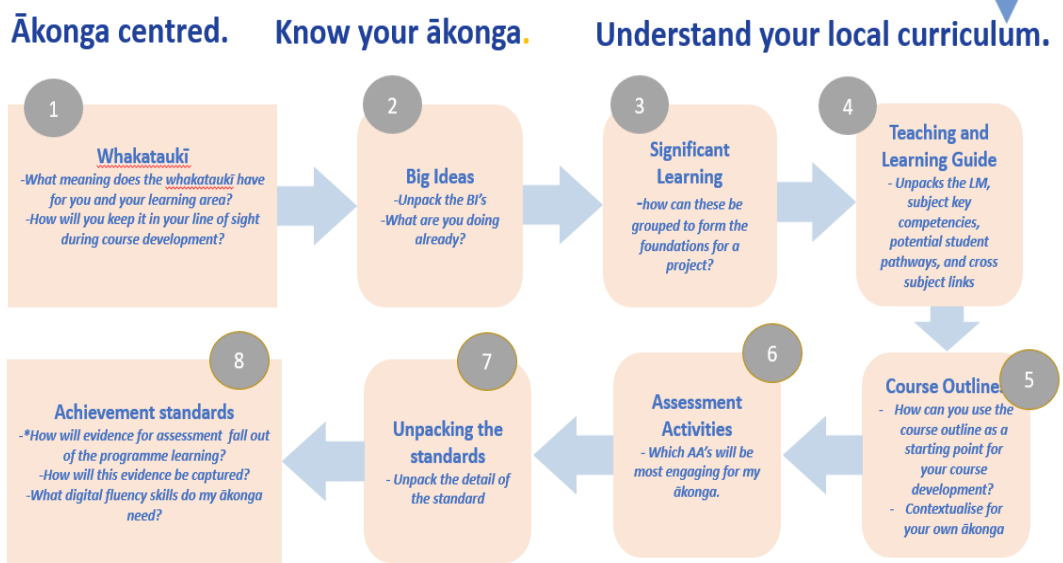 Ākonga centred. Know your ākonga. Understand your local curriculum.
1
Whakataukī
-What meaning does the whakataukī have
for you and your learning area?
-How will you keep it in your line of sight
during course development?
2
Big Ideas
-Unpack the BI's
-What are you doing
already?
3
Significant
Learning
-how can these be
grouped to form the
foundations for a
project?
4
Teaching and
Learning Guide
- Unpacks the LM,
subject key
competencies,
potential student
pathways, and cross
subject links
5
Course Outlines
- How can you use the
course outline as a
starting point for
your course
development?
- Contextualise for
your own ākonga
6
Assessment
Activities
- Which AA's will be
most engaging for my
ākonga.
7
Unpacking the
standards
- Unpack the detail of
the standard
8
Achievement standards
-*How will evidence for assessment fall out
of the programme learning?
-How will this evidence be captured?
-What digital fluency skills do my ākonga
need?